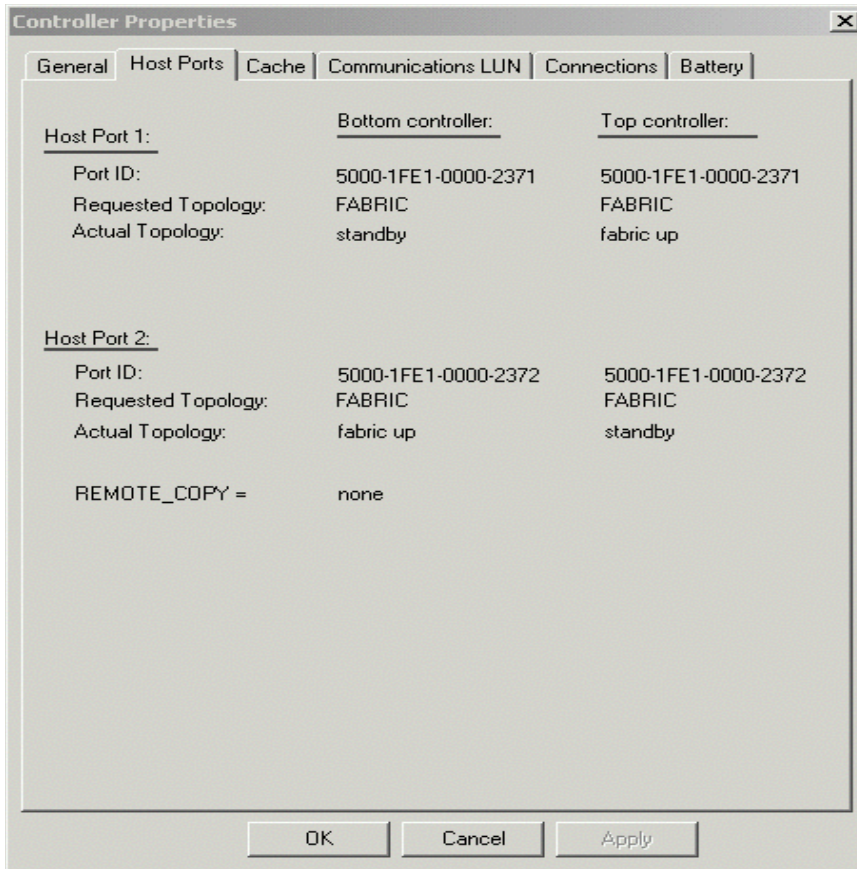 Controller Properties
General Host Ports Cache Communications LUN Connections Battery
Bottom controller: Top controller:
Host Port 1:
Port ID: 5000-1FE1-0000-2371 5000-1FE1-0000-2371
Requested Topology: FABRIC FABRIC
Actual Topology: standby fabric up
Host Port 2:
Port ID: 5000-1FE1-0000-2372 5000-1FE1-0000-2372
Requested Topology: FABRIC FABRIC
Actual Topology: fabric up standby
REMOTE_COPY = none
OK Cancel Apply